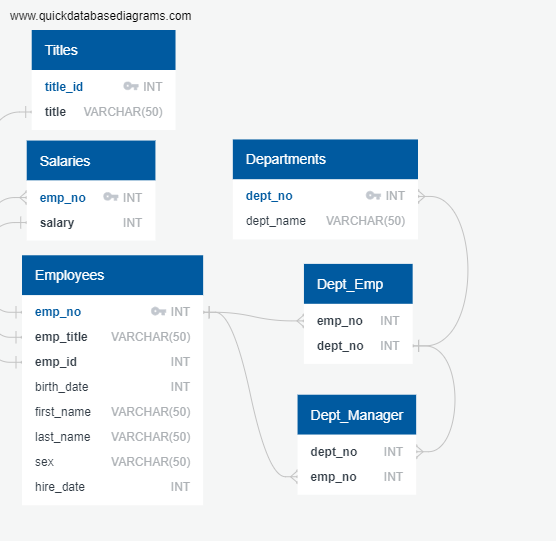 www.quickdatabasediagrams.com
Titles
title_id INT
title VARCHAR(50)
Salaries
emp_no INT
salary INT
Departments
dept_no INT
dept_name VARCHAR(50)
Employees
emp_no INT
emp_title VARCHAR(50)
emp_id INT
birth_date INT
first_name VARCHAR(50)
last_name VARCHAR(50)
sex VARCHAR(50)
hire_date INT
Dept_Emp
emp_no INT
dept_no INT
Dept_Manager
dept_no INT
emp_no INT